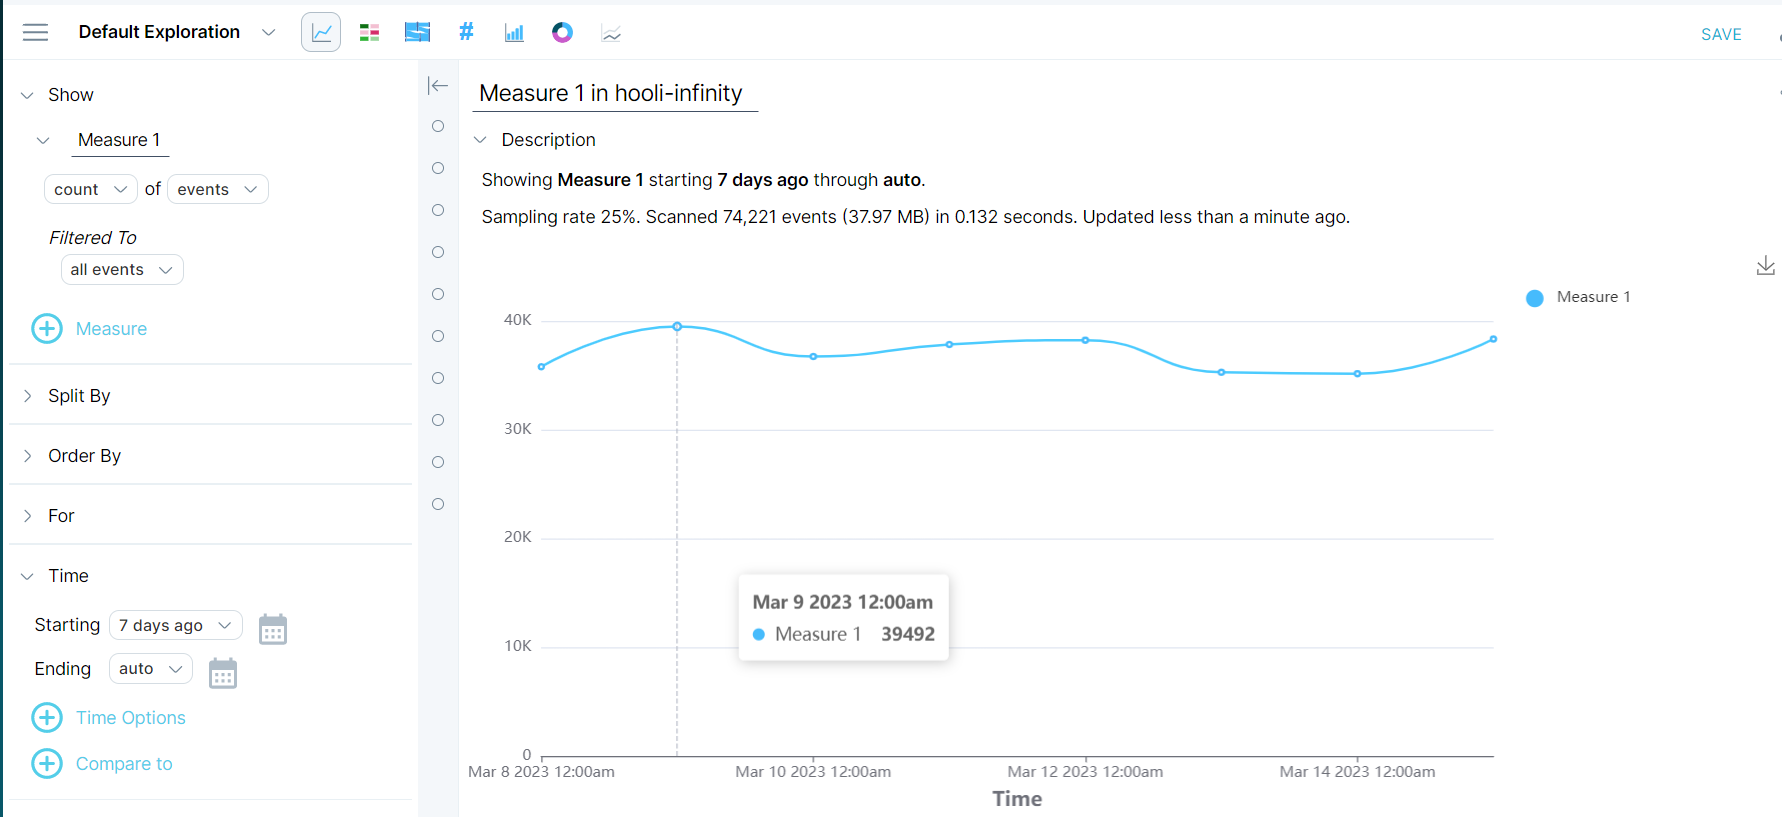 Default Exploration
#
SAVE
Show
Measure 1
count of events
Filtered To
all events
Measure
Split By
Order By
For
Time
Starting 7 days ago
Ending auto
Time Options
Compare to
Measure 1 in hooli-infinity
Description
Showing Measure 1 starting 7 days ago through auto.
Sampling rate 25%. Scanned 74,221 events (37.97 MB) in 0.132 seconds. Updated less than a minute ago.
Measure 1
40K
30K
20K
10K
0
Mar 9 2023 12:00am
Measure 1 39492
Mar 8 2023 12:00am Mar 10 2023 12:00am Mar 12 2023 12:00am Mar 14 2023 12:00am
Time